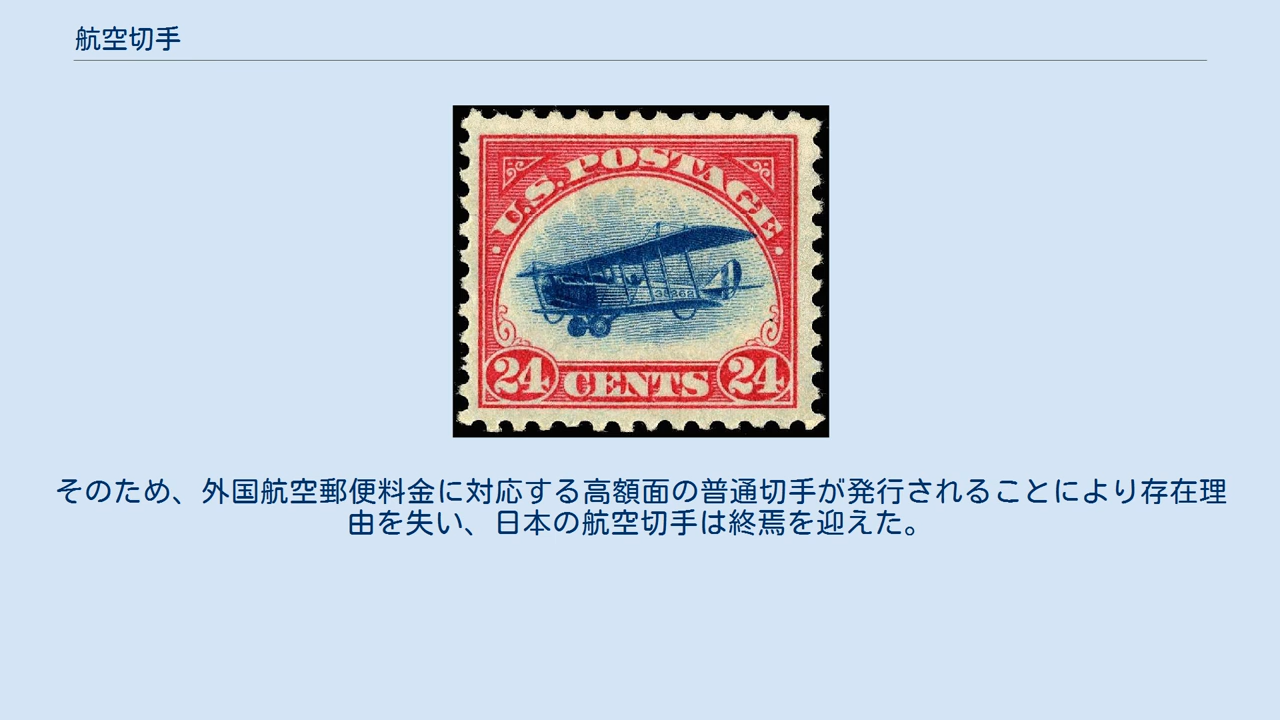 航空切手
U.S. POSTAGE
38262
24 CENTS 24
そのため、外国航空郵便料金に対応する高額面の普通切手が発行されることにより存在理
由を失い、日本の航空切手は終焉を迎えた。